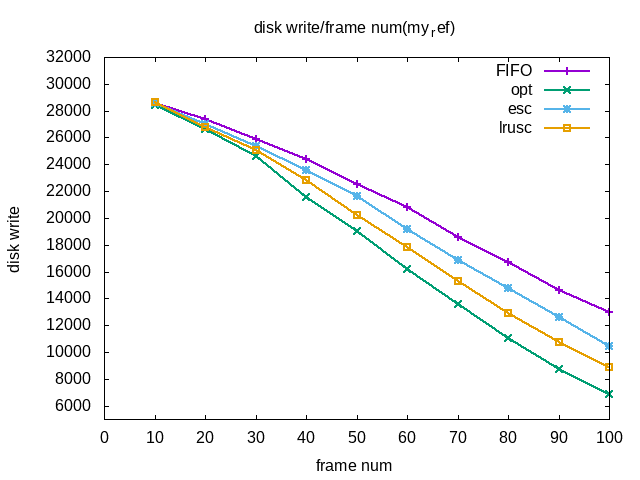 disk write/frame num(my_ref)
32000
30000
28000
26000
24000
22000
20000
18000
16000
14000
12000
10000
8000
6000
disk write
FIFO
opt
esc
lrusc
0 10 20 30 40 50 60 70 80 90 100
frame num